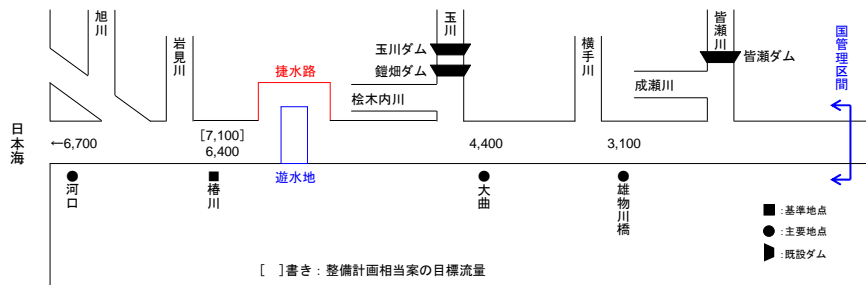 旭川
岩見川
玉川
横手川
皆瀬川
国管理区間
玉川ダム
鎧畑ダム
皆瀬ダム
捷水路
桧木内川
成瀬川
日本海
←6,700
[7,100]
6,400
4,400
3,100
河口
椿川
遊水地
大曲
雄物川橋
■:基準地点
●:主要地点
:既設ダム
[ ]書き：整備計画相当案の目標流量